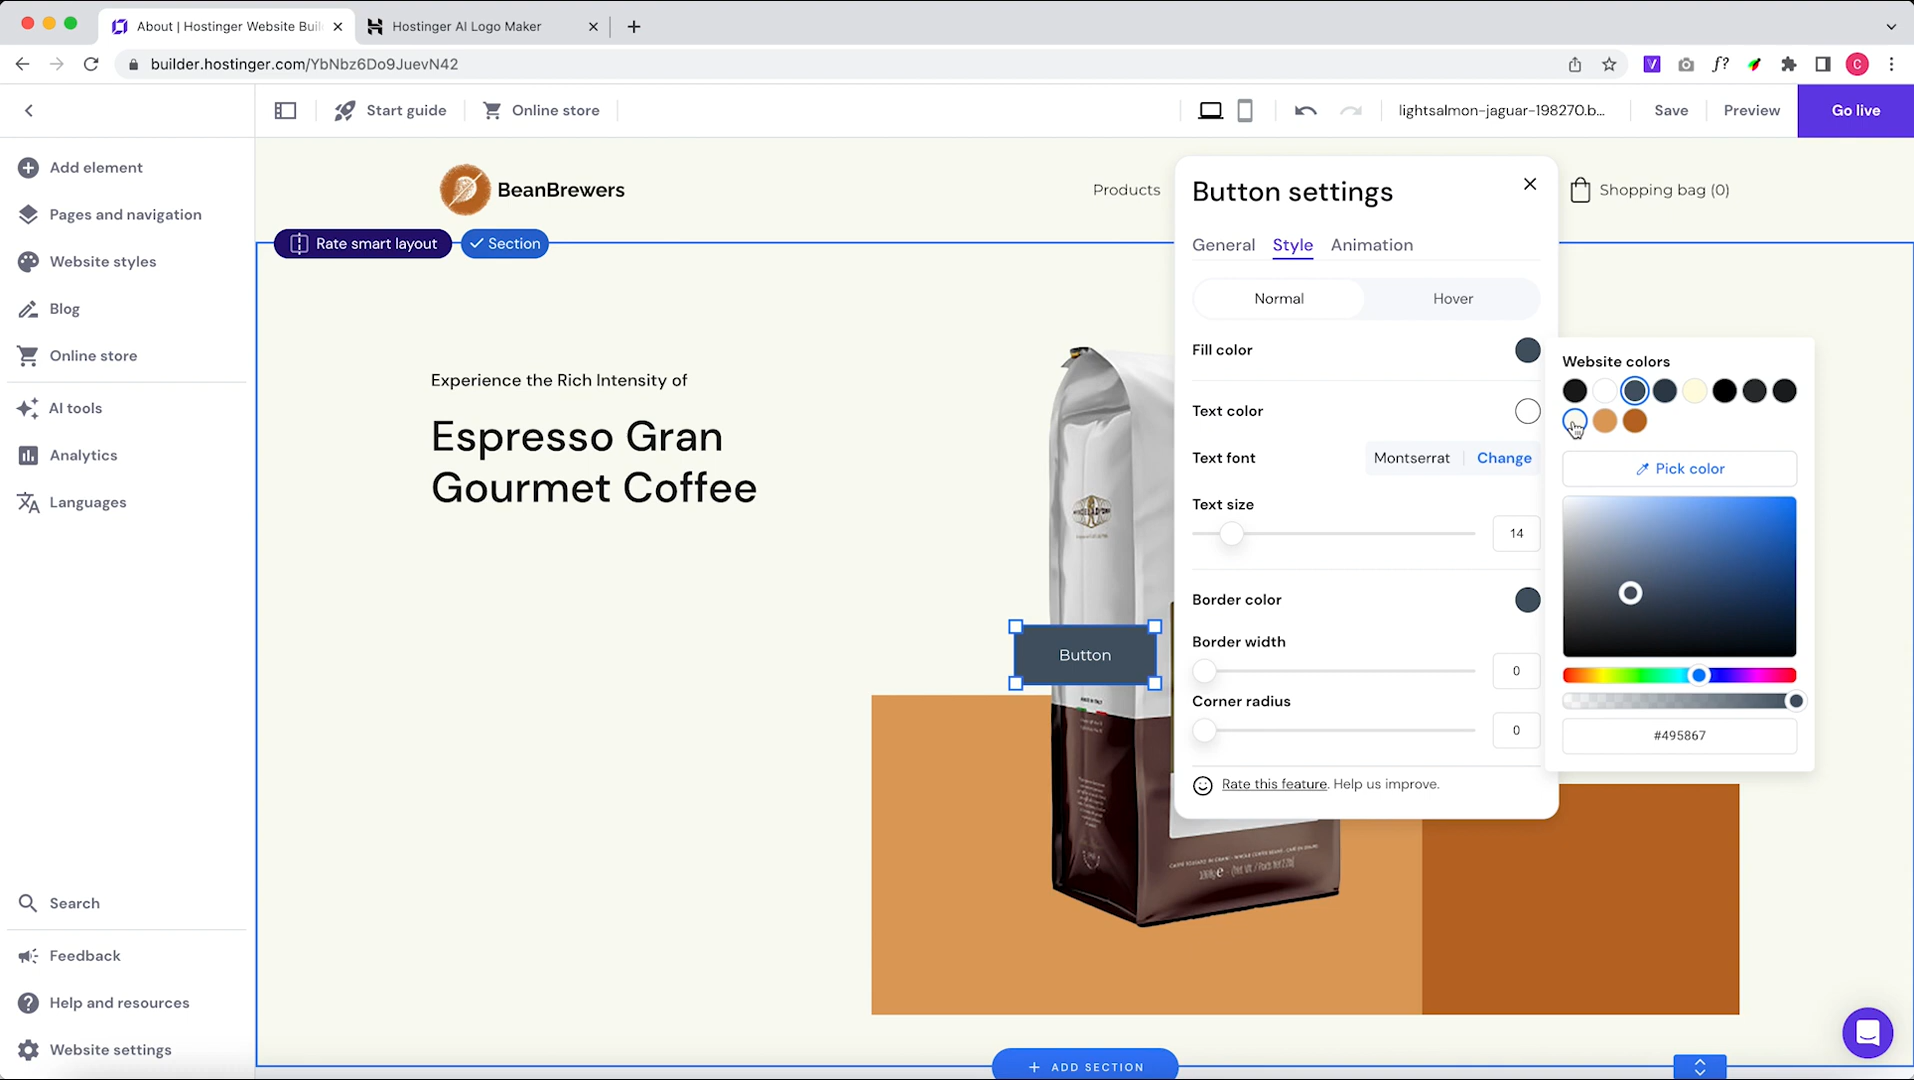 About | Hostinger Website Buil
Hostinger AI Logo Maker
builder.hostinger.com/YbNbz6Do9JuevN42
f?
C
Start guide
Online store
lightsalmon-jaguar-198270.b...
Save
Preview
Go live
Add element
Pages and navigation
Website styles
Blog
Online store
AI tools
Analytics
Languages
Search
Feedback
Help and resources
Website settings
BeanBrewers
Products
Shopping bag (0)
Rate smart layout
Section
Experience the Rich Intensity of
Espresso Gran
Gourmet Coffee
Button
MADE IN ITALY
Button settings
General
Style
Animation
Normal
Hover
Fill color
Text color
Text font
Montserrat
Change
Text size
14
Border color
Border width
0
Corner radius
0
Rate this feature. Help us improve.
Website colors
Pick color
#495867
+ ADD SECTION